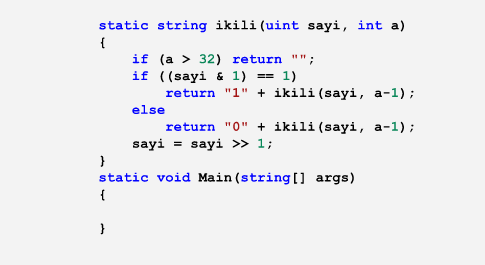 static string ikili(uint sayi, int a)
{
if (a > 32) return "";
if ((sayi & 1) == 1)
return "1" + ikili(sayi, a-1);
else
return "0" + ikili(sayi, a-1);
sayi = sayi >> 1;
}
static void Main(string[] args)
{
}